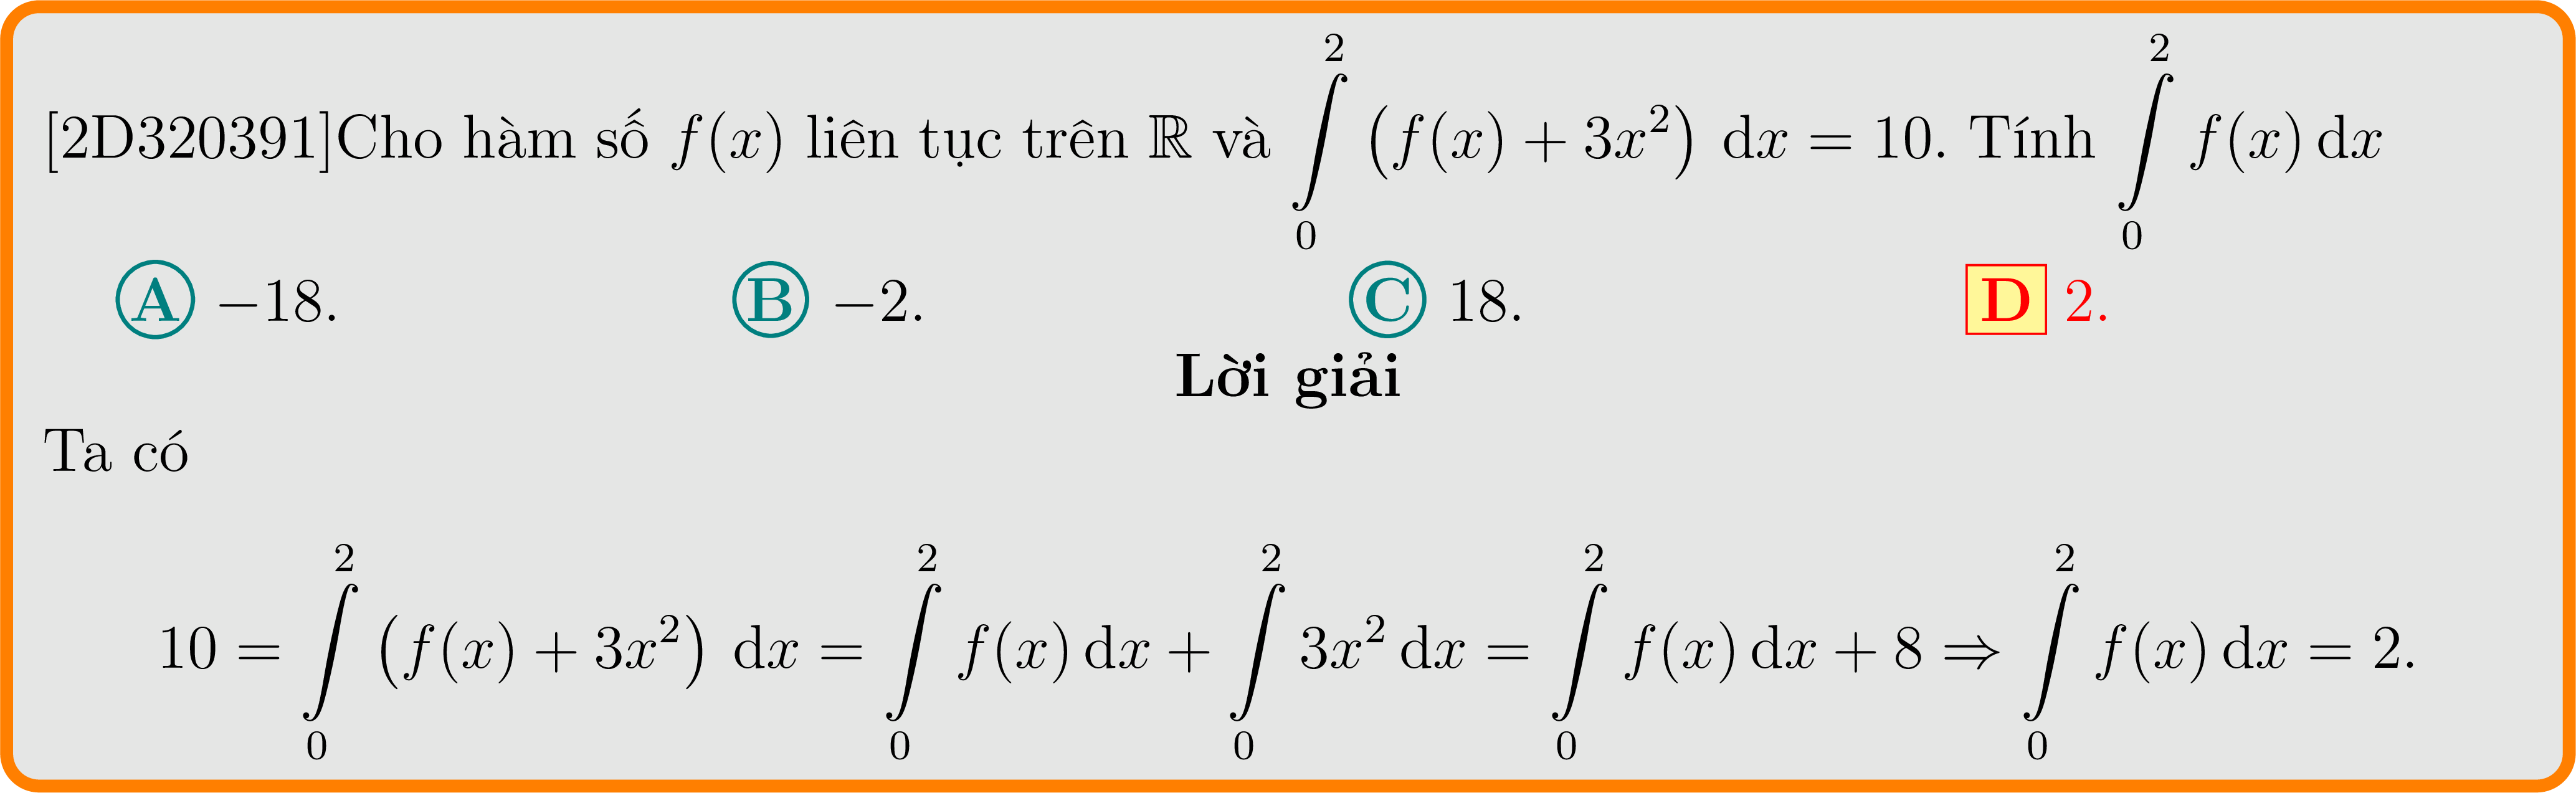 [2D320391]Cho hàm số $f(x)$ liên tục trên $\mathbb{R}$ và $\int\limits_0^2 \left(f(x) + 3x^2\right) \,\mathrm{d}x = 10$. Tính $\int\limits_0^2 f(x)\,\mathrm{d}x$
A −18. B −2. C 18. D 2.
Lời giải
Ta có
$10 = \int\limits_0^2 \left(f(x) + 3x^2\right) \,\mathrm{d}x = \int\limits_0^2 f(x)\,\mathrm{d}x + \int\limits_0^2 3x^2\,\mathrm{d}x = \int\limits_0^2 f(x)\,\mathrm{d}x + 8 \Rightarrow \int\limits_0^2 f(x)\,\mathrm{d}x = 2.$